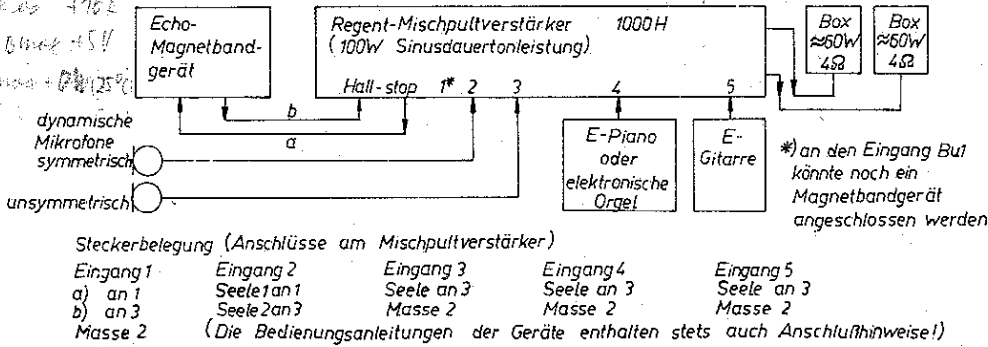 Echo-
Magnetband-
gerät
Regent-Mischpultverstärker 1000H
(100W Sinusdauertonleistung)
Hall-stop 1* 2 3 4 5
Box
≈60W
4Ω
Box
≈60W
4Ω
b
a
dynamische
Mikrofone
symmetrisch
unsymmetrisch
E-Piano
oder
elektronische
Orgel
E-
Gitarre
*) an den Eingang Bu1
könnte noch ein
Magnetbandgerät
angeschlossen werden
Steckerbelegung (Anschlüsse am Mischpultverstärker)
Eingang 1 Eingang 2 Eingang 3 Eingang 4 Eingang 5
a) an 1 Seele 1 an 1 Seele an 3 Seele an 3 Seele an 3
b) an 3 Seele 2 an 3 Masse 2 Masse 2 Masse 2
Masse 2 (Die Bedienungsanleitungen der Geräte enthalten stets auch Anschlußhinweise!)